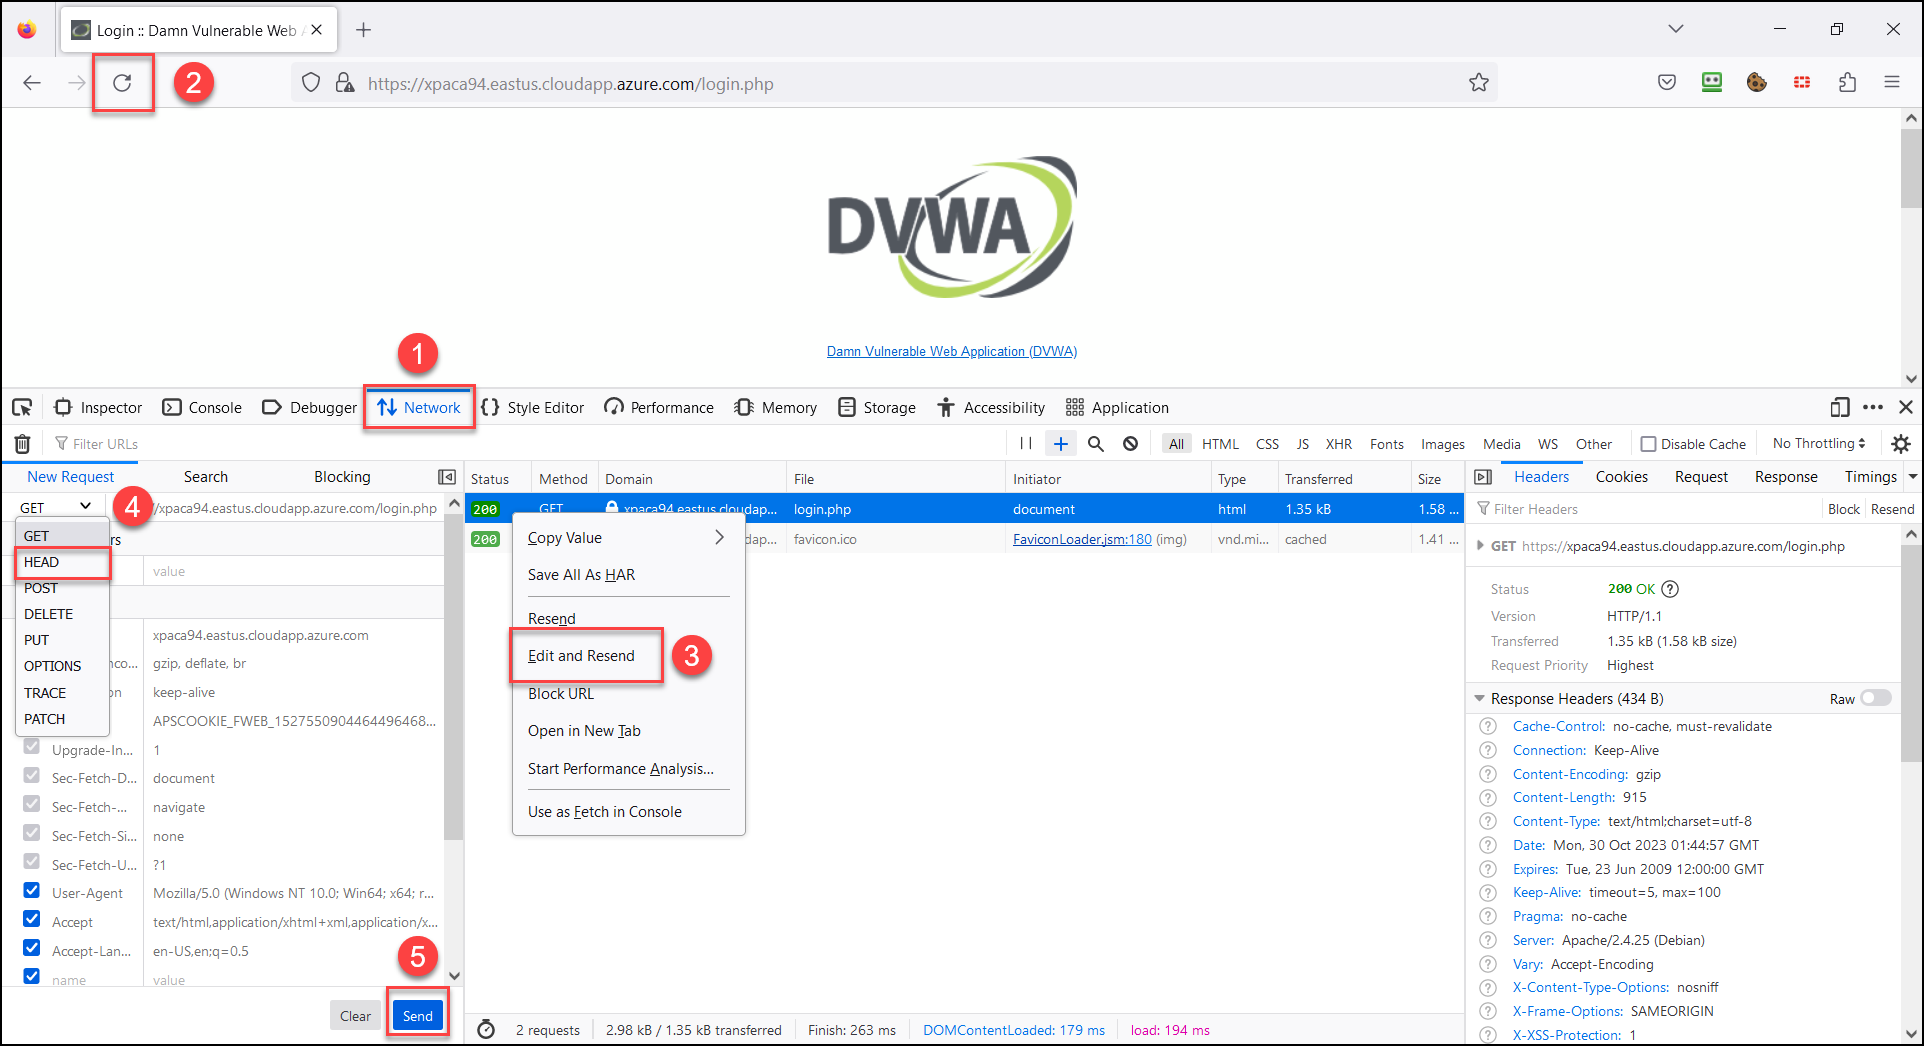 Login :: Damn Vulnerable Web A
2
https://xpaca94.eastus.cloudapp.azure.com/login.php
DVWA
Damn Vulnerable Web Application (DVWA)
1
Inspector Console Debugger Network Style Editor Performance Memory Storage Accessibility Application
Filter URLs
All HTML CSS JS XHR Fonts Images Media WS Other Disable Cache No Throttling
New Request Search Blocking
GET
4
/xpaca94.eastus.cloudapp.azure.com/login.php
GET
HEAD
POST
DELETE
PUT
OPTIONS
TRACE
PATCH
rs
value
xpaca94.eastus.cloudapp.azure.com
nco... gzip, deflate, br
on keep-alive
APSCOOKIE_FWEB_1527550904464496468...
Upgrade-In... 1
Sec-Fetch-D... document
Sec-Fetch-... navigate
Sec-Fetch-Si... none
Sec-Fetch-U... ?1
User-Agent Mozilla/5.0 (Windows NT 10.0; Win64; x64; r...
Accept text/html,application/xhtml+xml,application/x...
Accept-Lan... en-US,en;q=0.5
name value
5
Clear Send
Status Method Domain File Initiator Type Transferred Size
200 GET xpaca94.eastus.cloudap... login.php document html 1.35 kB 1.58 ...
200 dap... favicon.ico FaviconLoader.jsm:180 (img) vnd.mi... cached 1.41 ...
Copy Value
Save All As HAR
Resend
Edit and Resend
3
Block URL
Open in New Tab
Start Performance Analysis...
Use as Fetch in Console
2 requests 2.98 kB / 1.35 kB transferred Finish: 263 ms DOMContentLoaded: 179 ms load: 194 ms
Headers Cookies Request Response Timings
Filter Headers Block Resend
GET https://xpaca94.eastus.cloudapp.azure.com/login.php
Status 200 OK
Version HTTP/1.1
Transferred 1.35 kB (1.58 kB size)
Request Priority Highest
Response Headers (434 B) Raw
Cache-Control: no-cache, must-revalidate
Connection: Keep-Alive
Content-Encoding: gzip
Content-Length: 915
Content-Type: text/html;charset=utf-8
Date: Mon, 30 Oct 2023 01:44:57 GMT
Expires: Tue, 23 Jun 2009 12:00:00 GMT
Keep-Alive: timeout=5, max=100
Pragma: no-cache
Server: Apache/2.4.25 (Debian)
Vary: Accept-Encoding
X-Content-Type-Options: nosniff
X-Frame-Options: SAMEORIGIN
X-XSS-Protection: 1